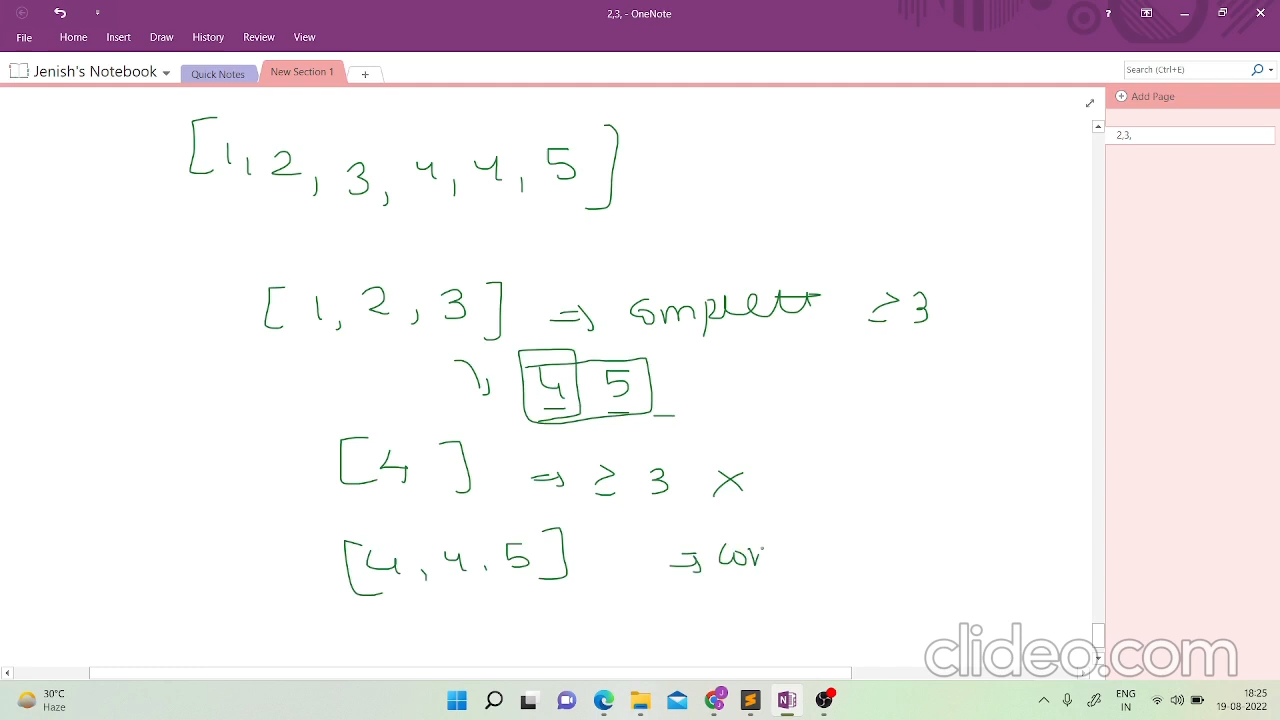 2,3, - OneNote
File Home Insert Draw History Review View
Jenish's Notebook Quick Notes New Section 1 + Search (Ctrl+E)
Add Page
2,3,
[1, 2, 3, 4, 4, 5]
[1, 2, 3] ⇒ complete ≥ 3
4 5
[4 ] ⇒ ≥ 3 X
[4, 4, 5] → con
clideo.com
30°C
Haze
ENG
IN
18:25
19-08-2022